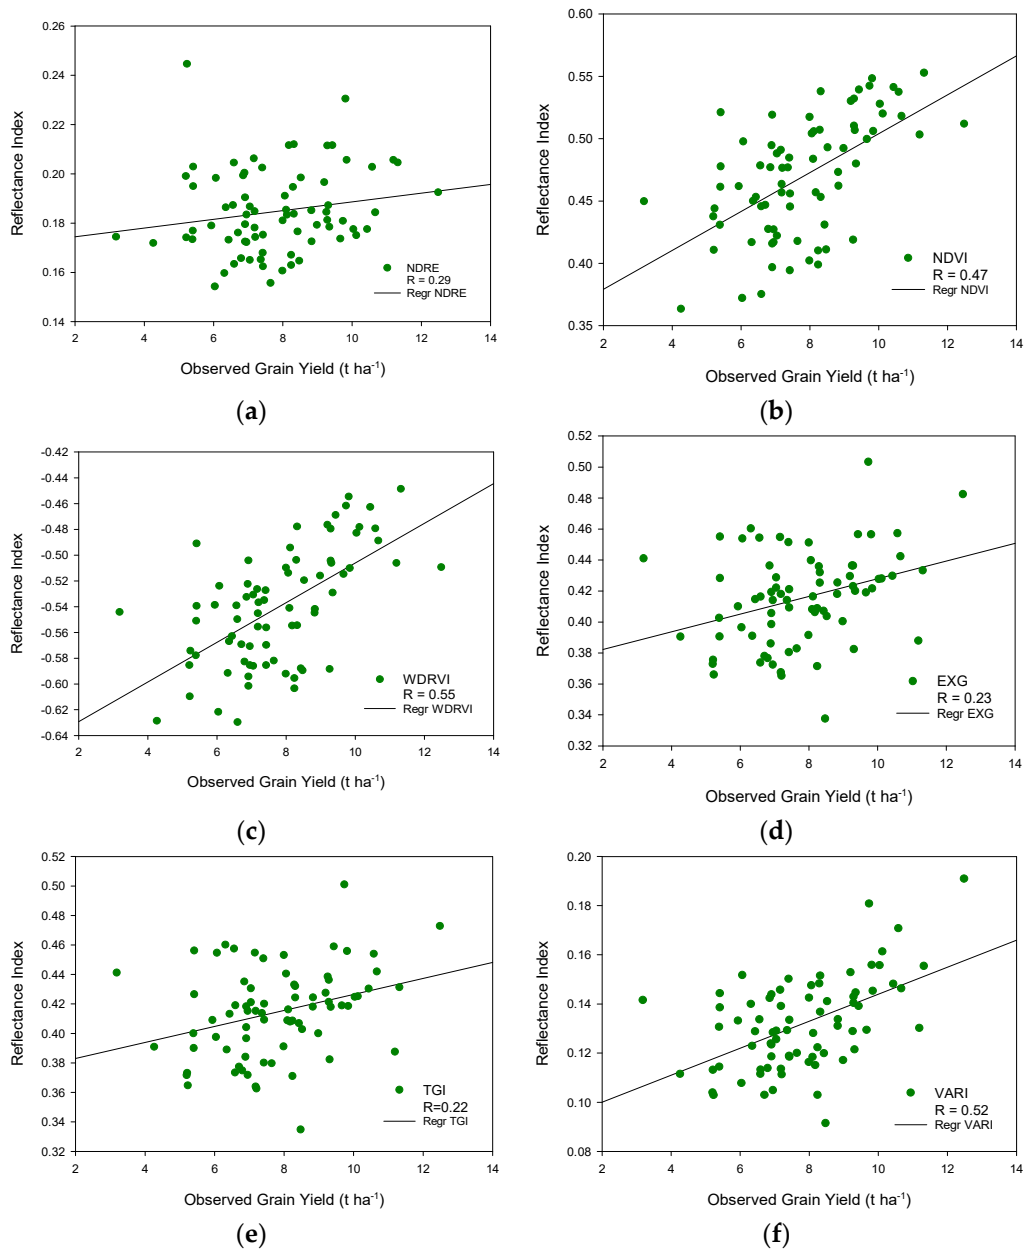 0.26
0.24
0.22
0.20
0.18
0.16
0.14
Reflectance Index
2 4 6 8 10 12 14
Observed Grain Yield (t ha-1)
NDRE
R = 0.29
Regr NDRE
(a)
0.60
0.55
0.50
0.45
0.40
0.35
Reflectance Index
2 4 6 8 10 12 14
Observed Grain Yield (t ha-1)
NDVI
R = 0.47
Regr NDVI
(b)
-0.42
-0.44
-0.46
-0.48
-0.50
-0.52
-0.54
-0.56
-0.58
-0.60
-0.62
-0.64
Reflectance Index
2 4 6 8 10 12 14
Observed Grain Yield (t ha-1)
WDRVI
R = 0.55
Regr WDRVI
(c)
0.52
0.50
0.48
0.46
0.44
0.42
0.40
0.38
0.36
0.34
0.32
Reflectance Index
2 4 6 8 10 12 14
Observed Grain Yield (t ha-1)
EXG
R = 0.23
Regr EXG
(d)
0.52
0.50
0.48
0.46
0.44
0.42
0.40
0.38
0.36
0.34
0.32
Reflectance Index
2 4 6 8 10 12 14
Observed Grain Yield (t ha-1)
TGI
R=0.22
Regr TGI
(e)
0.20
0.18
0.16
0.14
0.12
0.10
0.08
Reflectance Index
2 4 6 8 10 12 14
Observed Grain Yield (t ha-1)
VARI
R = 0.52
Regr VARI
(f)